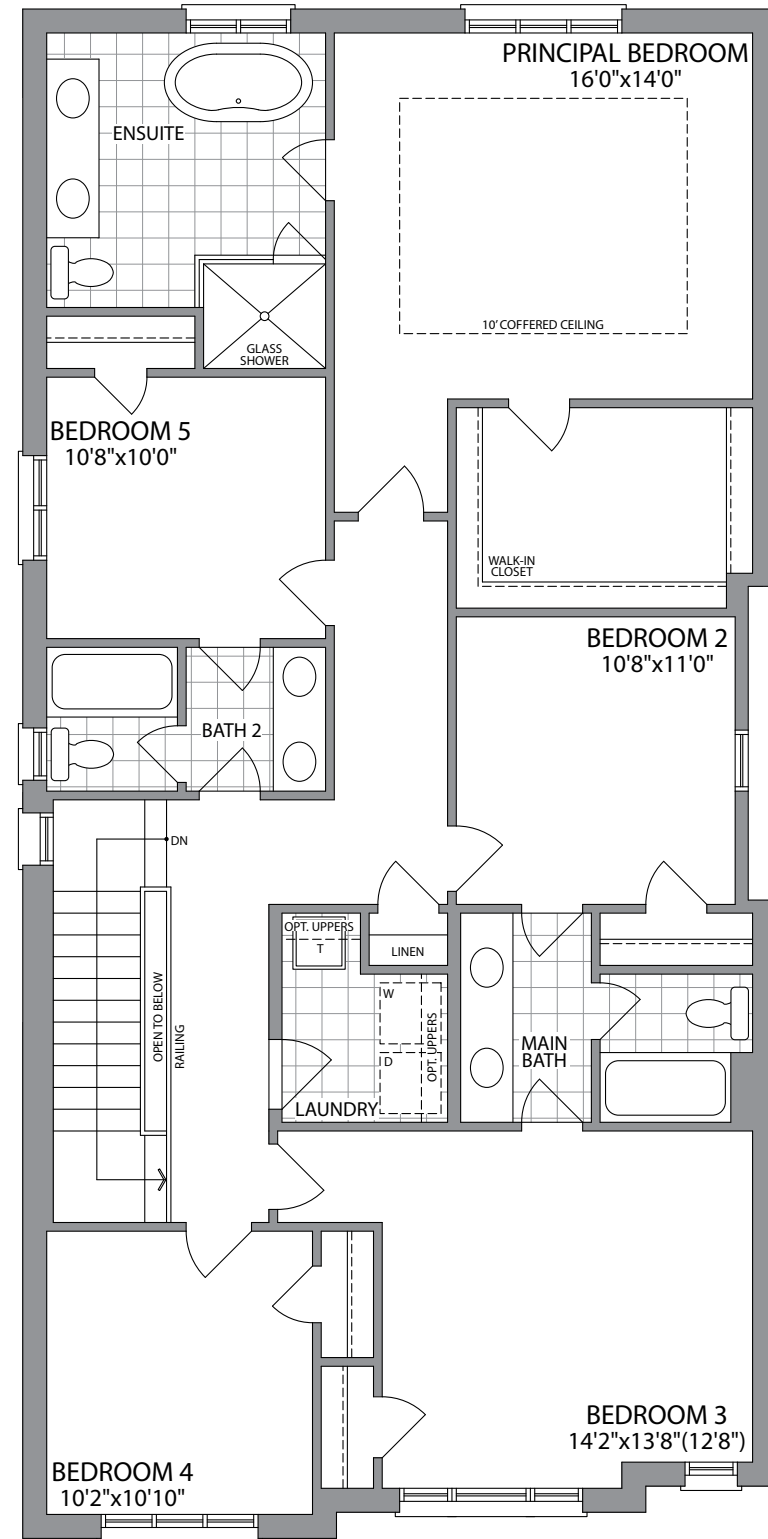 PRINCIPAL BEDROOM
16'0"x14'0"
ENSUITE
10' COFFERED CEILING
GLASS
SHOWER
BEDROOM 5
10'8"x10'0"
WALK-IN
CLOSET
BEDROOM 2
10'8"x11'0"
BATH 2
DN
OPT. UPPERS
T
LINEN
W
D
OPT. UPPERS
OPEN TO BELOW
RAILING
MAIN
BATH
LAUNDRY
BEDROOM 3
14'2"x13'8"(12'8")
BEDROOM 4
10'2"x10'10"